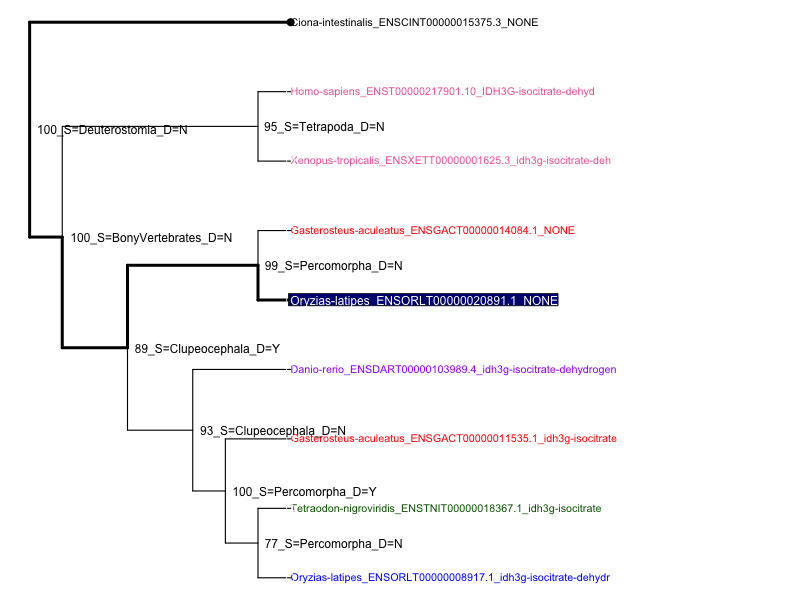 Ciona-intestinalis_ENSCINT00000015375.3_NONE
Homo-sapiens_ENST00000217901.10_IDH3G-isocitrate-dehyd
100_S=Deuterostomia_D=N
95_S=Tetrapoda_D=N
Xenopus-tropicalis_ENSXETT00000001625.3_idh3g-isocitrate-deh
Gasterosteus-aculeatus_ENSGACT00000014084.1_NONE
100_S=BonyVertebrates_D=N
99_S=Percomorpha_D=N
Oryzias-latipes_ENSORLT00000020891.1_NONE
89_S=Clupeocephala_D=Y
Danio-rerio_ENSDART00000103989.4_idh3g-isocitrate-dehydrogen
93_S=Clupeocephala_D=N
Gasterosteus-aculeatus_ENSGACT00000011535.1_idh3g-isocitrate
100_S=Percomorpha_D=Y
Tetraodon-nigroviridis_ENSTNIT00000018367.1_idh3g-isocitrate
77_S=Percomorpha_D=N
Oryzias-latipes_ENSORLT00000008917.1_idh3g-isocitrate-dehydr